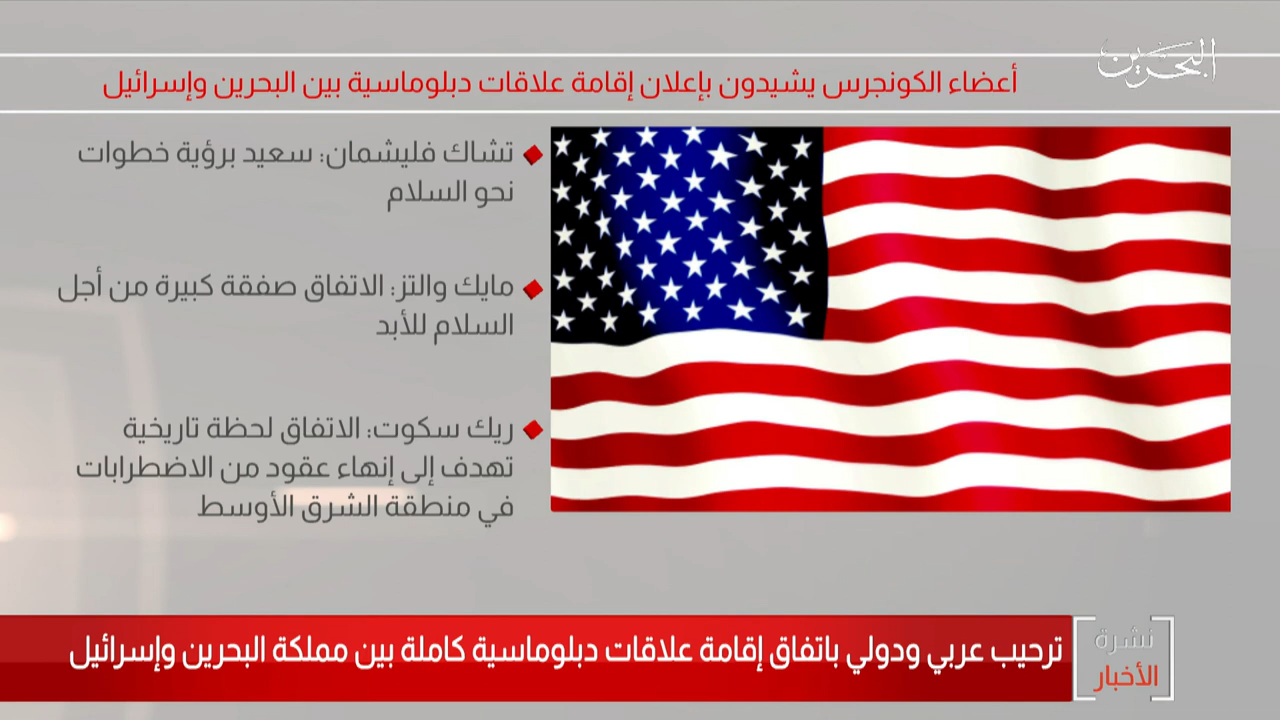 البحرين
أعضاء الكونجرس يشيدون بإعلان إقامة علاقات دبلوماسية بين البحرين وإسرائيل
تشاك فليشمان: سعيد برؤية خطوات
نحو السلام
مايك والتز: الاتفاق صفقة كبيرة من أجل
السلام للأبد
ريك سكوت: الاتفاق لحظة تاريخية
تهدف إلى إنهاء عقود من الاضطرابات
في منطقة الشرق الأوسط
نشرة
الأخبار
ترحيب عربي ودولي باتفاق إقامة علاقات دبلوماسية كاملة بين مملكة البحرين وإسرائيل